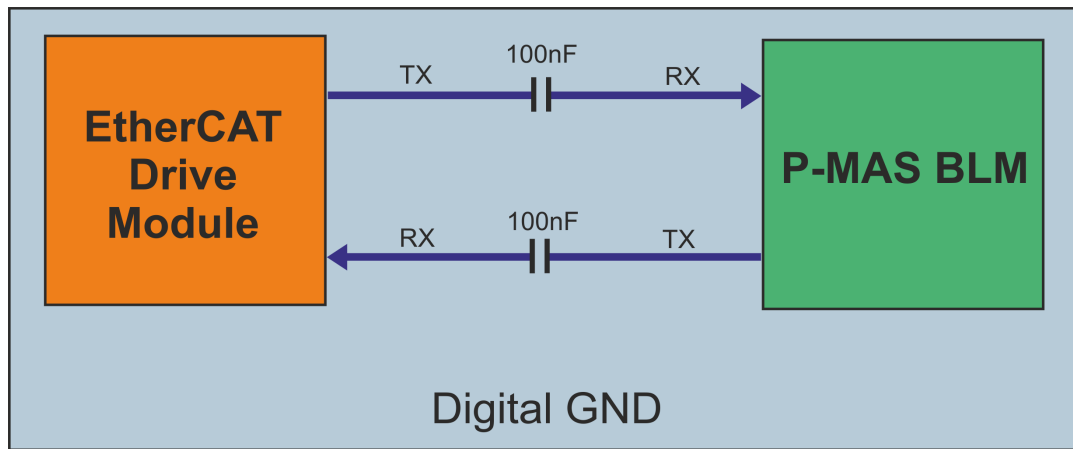 100nF
TX
RX
EtherCAT
Drive
Module
P-MAS BLM
100nF
RX
TX
Digital GND